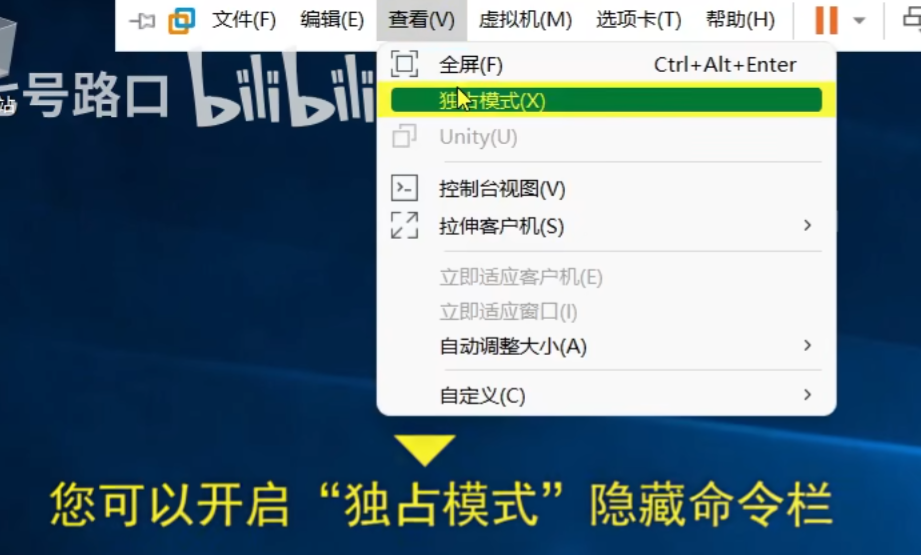 文件(F) 编辑(E) 查看(V) 虚拟机(M) 选项卡(T) 帮助(H)
全屏(F) Ctrl+Alt+Enter
独占模式(X)
号路口 bilibili
站
Unity(U)
控制台视图(V)
拉伸客户机(S)
立即适应客户机(E)
立即适应窗口(I)
自动调整大小(A)
自定义(C)
您可以开启“独占模式”隐藏命令栏